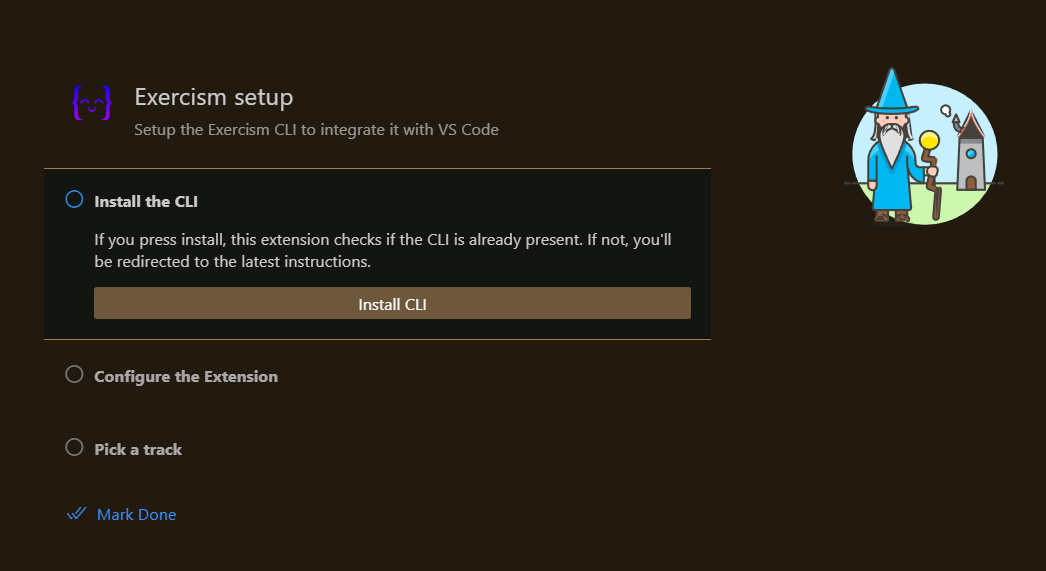 Exercism setup
Setup the Exercism CLI to integrate it with VS Code
Install the CLI
If you press install, this extension checks if the CLI is already present. If not, you'll
be redirected to the latest instructions.
Install CLI
Configure the Extension
Pick a track
Mark Done